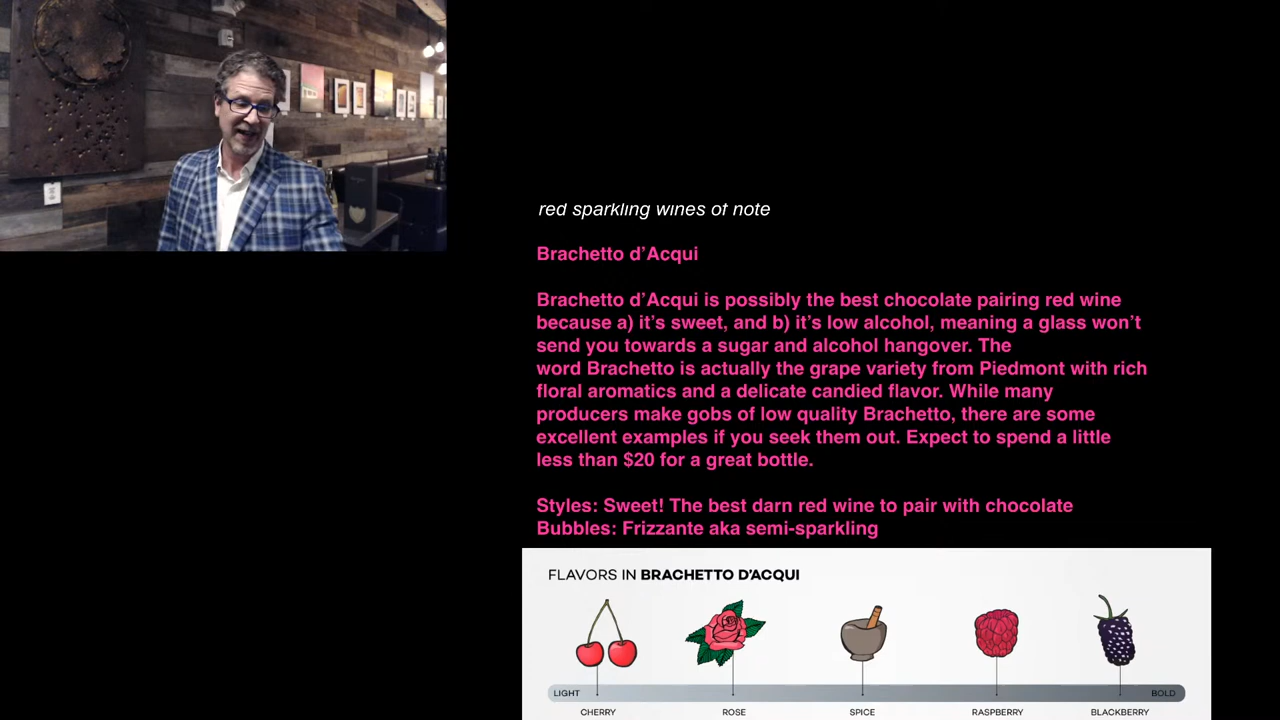 red sparkling wines of note
Brachetto d’Acqui
Brachetto d’Acqui is possibly the best chocolate pairing red wine
because a) it’s sweet, and b) it’s low alcohol, meaning a glass won’t
send you towards a sugar and alcohol hangover. The
word Brachetto is actually the grape variety from Piedmont with rich
floral aromatics and a delicate candied flavor. While many
producers make gobs of low quality Brachetto, there are some
excellent examples if you seek them out. Expect to spend a little
less than $20 for a great bottle.
Styles: Sweet! The best darn red wine to pair with chocolate
Bubbles: Frizzante aka semi-sparkling
FLAVORS IN BRACHETTO D’ACQUI
LIGHT BOLD
CHERRY ROSE SPICE RASPBERRY BLACKBERRY